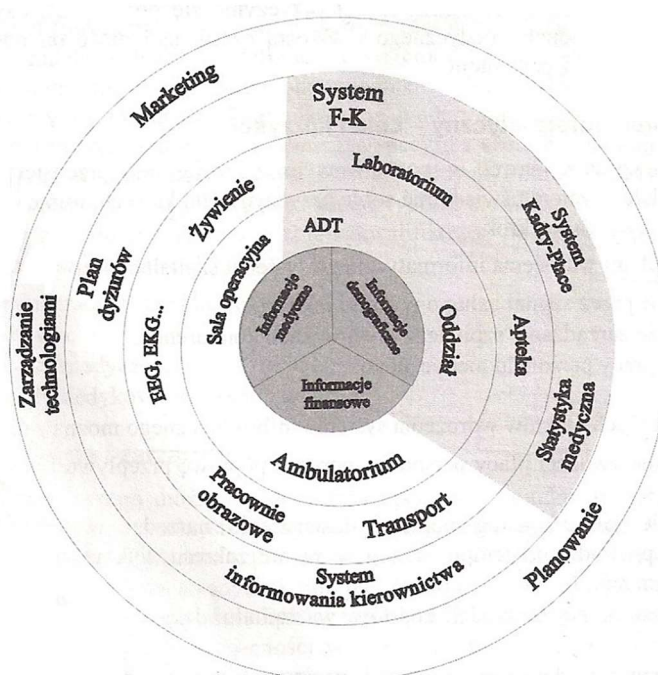 Marketing
System
F-K
Laboratorium
Żywienie
ADT
System
Kadry-Płace
Plan
dyżurów
Sala operacyjna
Informacje
medyczne
Informacje
demograficzne
Zarządzanie
technologiami
EEG, EKG...
Oddział
Apteka
Informacje
finansowe
Statystyka
medyczna
Ambulatorium
Pracownie
obrazowe
Transport
Planowanie
System
informowania kierownictwa